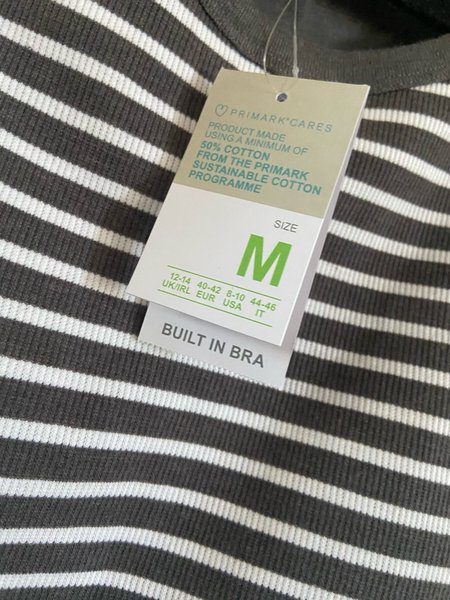 PRIMARK®CARES
PRODUCT MADE
USING A MINIMUM OF
50% COTTON
FROM THE PRIMARK
SUSTAINABLE COTTON
PROGRAMME
SIZE
M
12-14 40-42 8-10 44-46
UK/IRL EUR USA IT
BUILT IN BRA